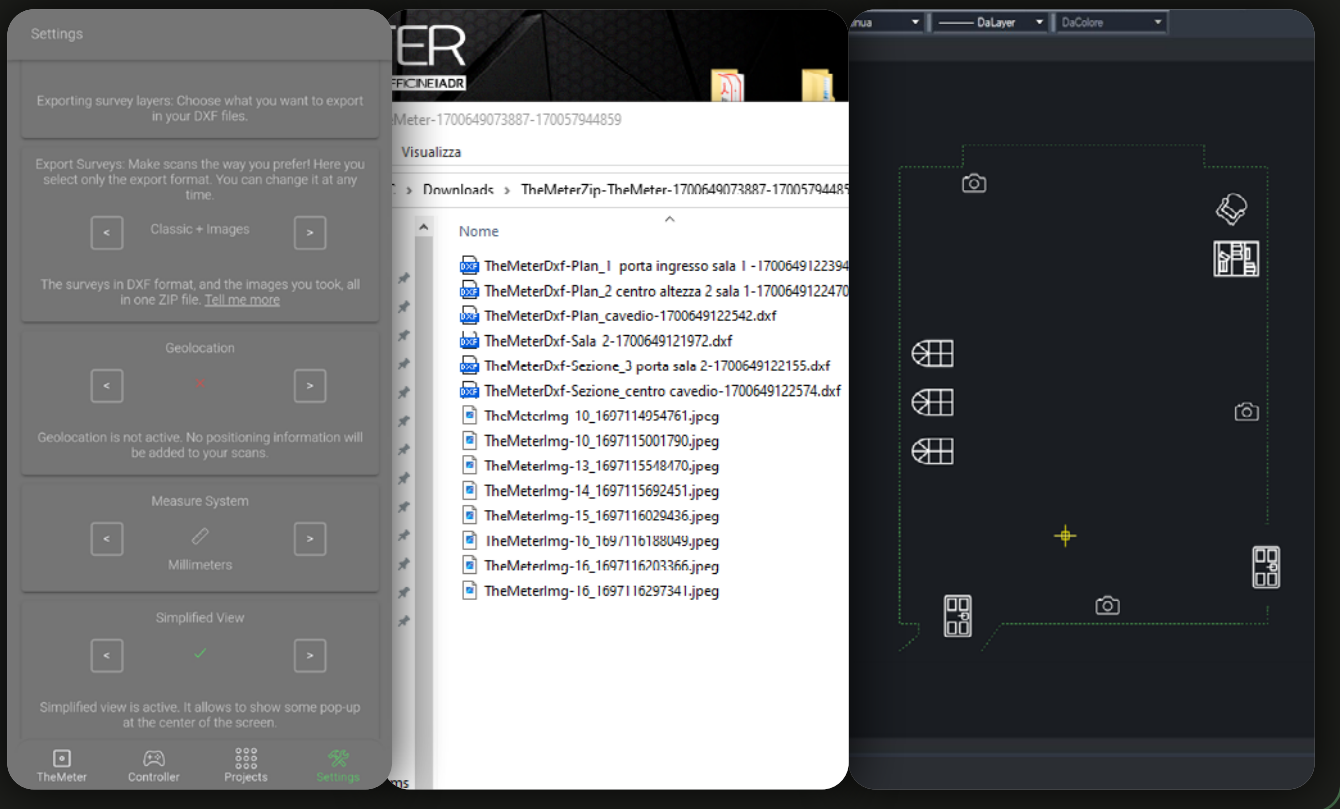 Settings
Exporting survey layers: Choose what you want to export
in your DXF files.
Export Surveys: Make scans the way you prefer! Here you
select only the export format. You can change it at any
time.
<
Classic + Images
>
The surveys in DXF format, and the images you took, all
in one ZIP file. Tell me more
Geolocation
<
>
Geolocation is not active. No positioning information will
be added to your scans.
Measure System
<
>
Millimeters
Simplified View
<
>
Simplified view is active. It allows to show some pop-up
at the center of the screen.
TheMeter
Controller
Projects
Settings
TER
FFICINEIADR
eMeter-1700649073887-170057944859
Visualizza
Downloads > TheMeterZip-TheMeter-1700649073887-17005794485
Nome
TheMeterDxf-Plan_1 porta ingresso sala 1 -1700649122394
TheMeterDxf-Plan_2 centro altezza 2 sala 1-1700649122470
TheMeterDxf-Plan_cavedio-1700649122542.dxf
TheMeterDxf-Sala 2-1700649121972.dxf
TheMeterDxf-Sezione_3 porta sala 2-1700649122155.dxf
TheMeterDxf-Sezione_centro cavedio-1700649122574.dxf
TheMeterImg 10_1697114954761.jpeg
TheMeterImg-10_1697115001790.jpeg
TheMeterImg-13_1697115548470.jpeg
TheMeterImg-14_1697115692451.jpeg
TheMeterImg-15_1697116029436.jpeg
TheMeterImg-16_1697116188049.jpeg
TheMeterImg-16_1697116203366.jpeg
TheMeterImg-16_1697116297341.jpeg
ms
nua
DaLayer
DaColore